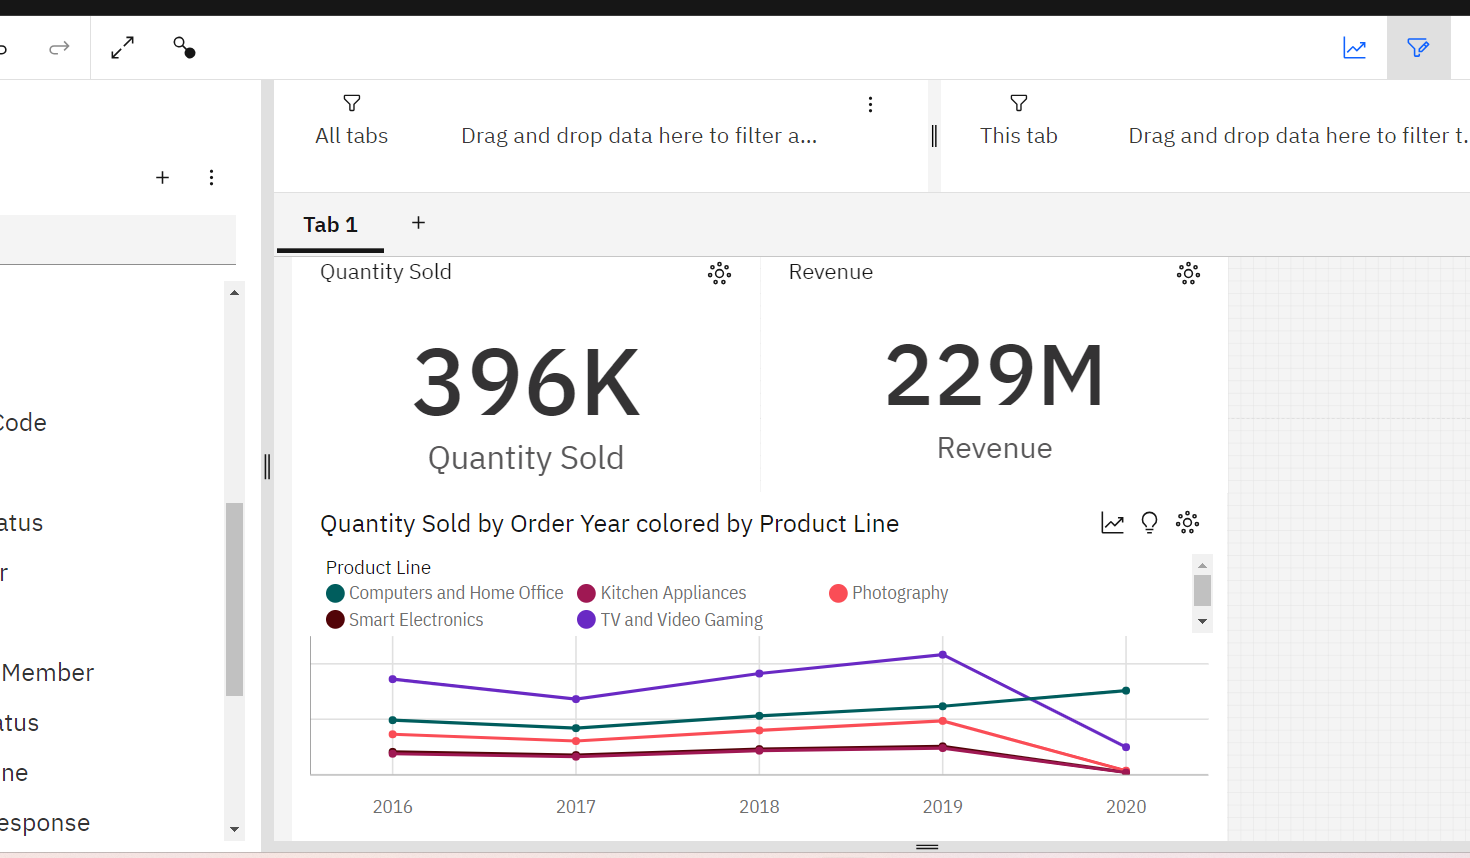 All tabs
Drag and drop data here to filter a...
This tab
Drag and drop data here to filter t.
Tab 1
Code
atus
r
Member
atus
ne
esponse
Quantity Sold
396K
Quantity Sold
Revenue
229M
Revenue
Quantity Sold by Order Year colored by Product Line
Product Line
Computers and Home Office
Kitchen Appliances
Photography
Smart Electronics
TV and Video Gaming
2016
2017
2018
2019
2020